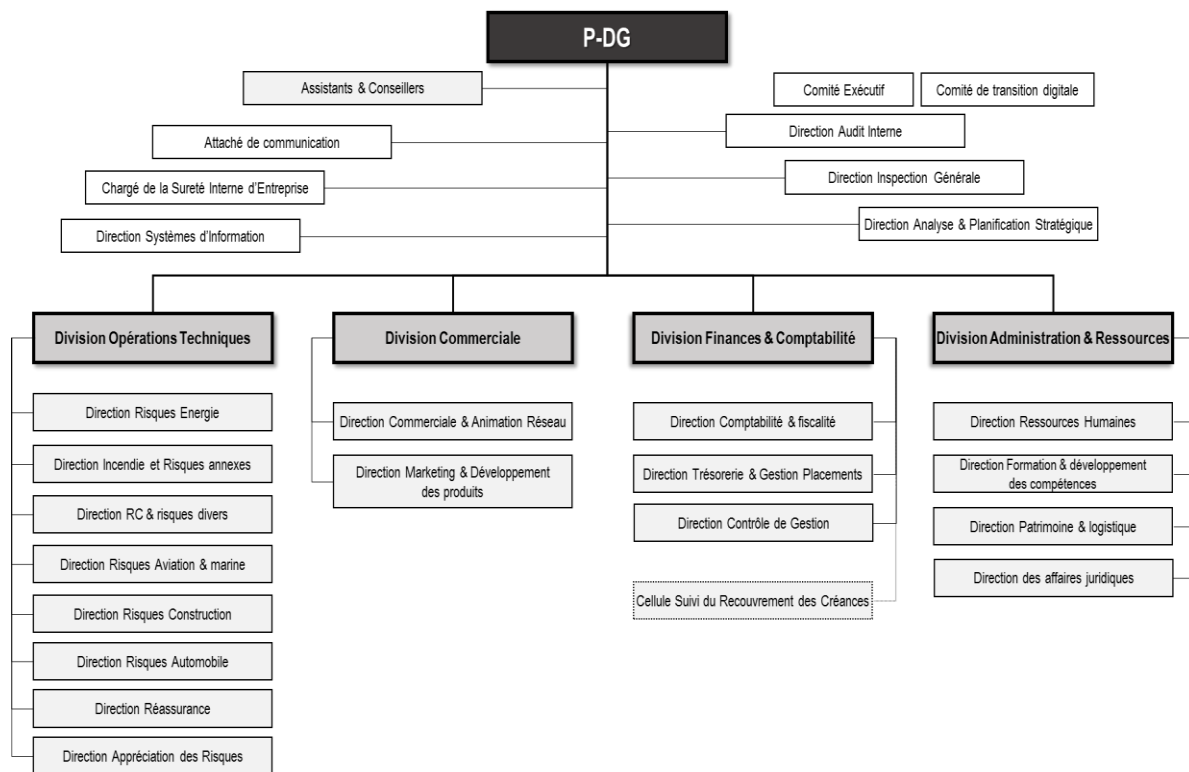 P-DG
Assistants & Conseillers
Comité Exécutif
Comité de transition digitale
Attaché de communication
Direction Audit Interne
Chargé de la Sureté Interne d'Entreprise
Direction Inspection Générale
Direction Systèmes d'Information
Direction Analyse & Planification Stratégique
Division Opérations Techniques
Direction Risques Energie
Direction Incendie et Risques annexes
Direction RC & risques divers
Direction Risques Aviation & marine
Direction Risques Construction
Direction Risques Automobile
Direction Réassurance
Direction Appréciation des Risques
Division Commerciale
Direction Commerciale & Animation Réseau
Direction Marketing & Développement
des produits
Division Finances & Comptabilité
Direction Comptabilité & fiscalité
Direction Trésorerie & Gestion Placements
Direction Contrôle de Gestion
Cellule Suivi du Recouvrement des Créances
Division Administration & Ressources
Direction Ressources Humaines
Direction Formation & développement
des compétences
Direction Patrimoine & logistique
Direction des affaires juridiques